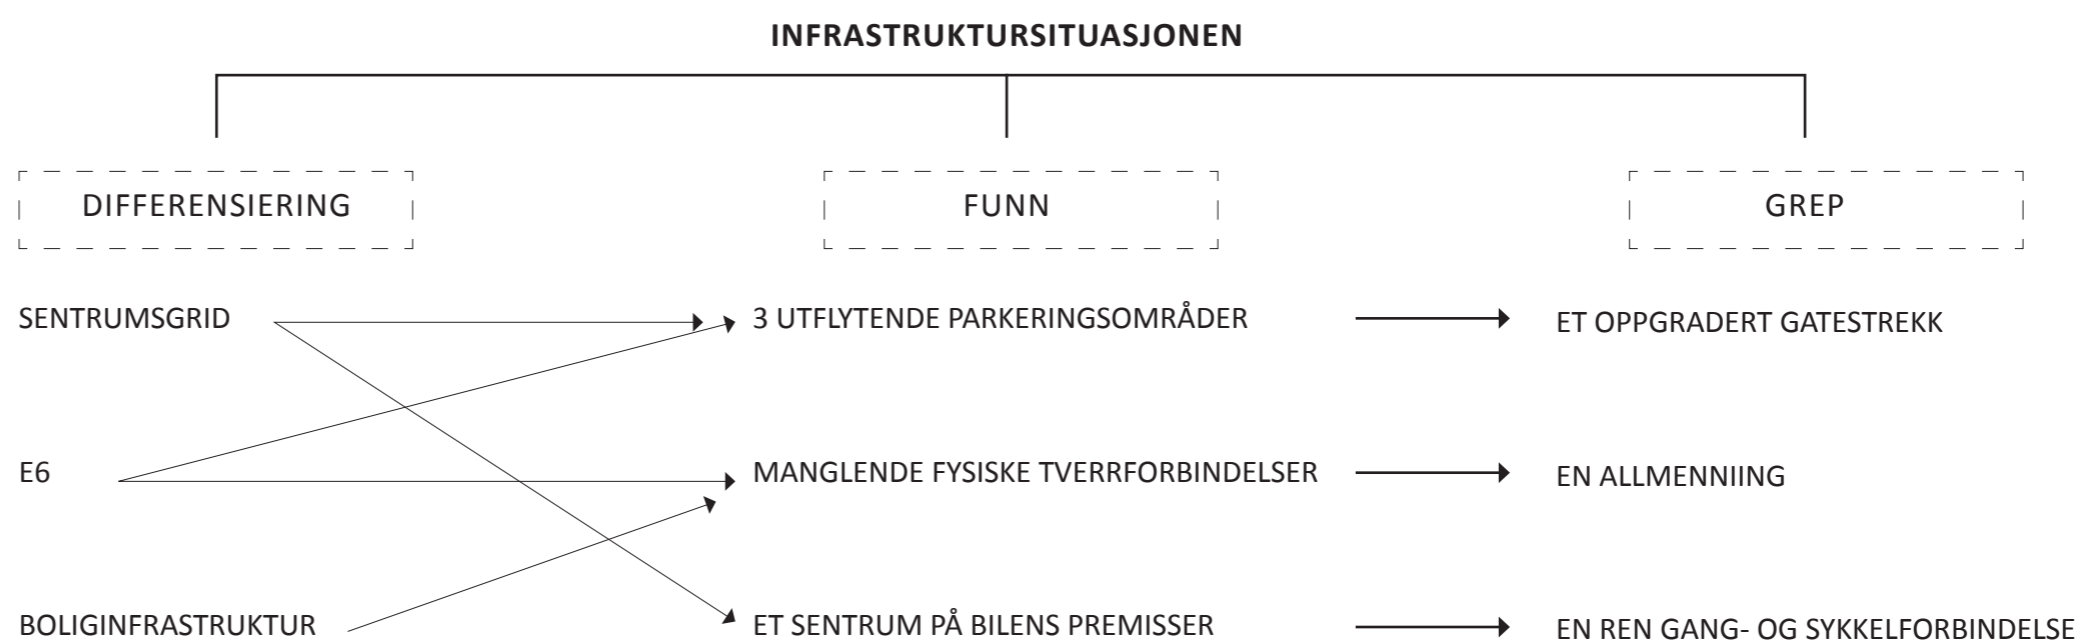 INFRASTRUKTURSITUASJONEN
DIFFERENSIERING
FUNN
GREP
SENTRUMSGRID
3 UTFLYTENDE PARKERINGSOMRÅDER
ET OPPGRADERT GATESTREKK
E6
MANGLENDE FYSISKE TVERRFORBINDELSER
EN ALLMENNIING
BOLIGINFRASTRUKTUR
ET SENTRUM PÅ BILENS PREMISSER
EN REN GANG- OG SYKKELFORBINDELSE